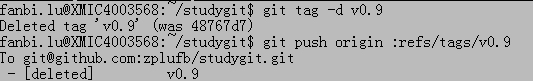 fanbi.lu@XMIC4003568:~/studygit$ git tag -d v0.9
Deleted tag 'v0.9' (was 48767d7)
fanbi.lu@XMIC4003568:~/studygit$ git push origin :refs/tags/v0.9
To git@github.com:zplufb/studygit.git
 - [deleted]         v0.9